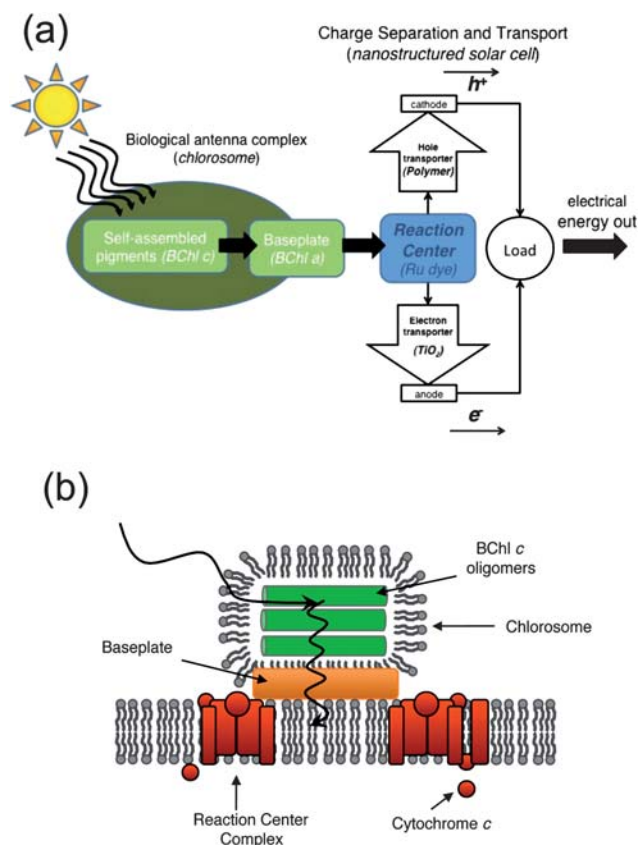 (a)
Charge Separation and Transport
(nanostructured solar cell)
h+
cathode
Biological antenna complex
(chlorosome)
Hole
transporter
(Polymer)
electrical
energy out
Self-assembled
pigments (BChl c)
Baseplate
(BChl a)
Reaction
Center
(Ru dye)
Load
Electron
transporter
(TiO₂)
anode
e-
(b)
BChl c
oligomers
Chlorosome
Baseplate
Reaction Center
Complex
Cytochrome c